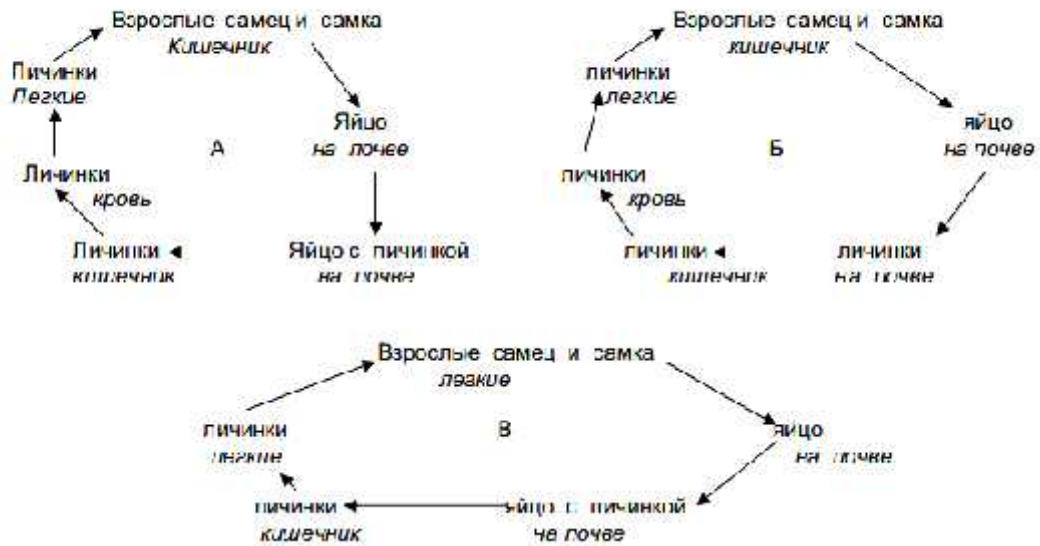 Взрослые самец и самка
Кишечник
Личинки
Легкие
Яйцо
на почве
А
Личинки
кровь
Личинки
кишечник
Яйцо с личинкой
на почве
Взрослые самец и самка
кишечник
личинки
легкие
яйцо
на почве
Б
личинки
кровь
личинки
кишечник
личинки
на почве
Взрослые самец и самка
легкие
личинки
легкие
В
яйцо
на почве
личинки
кишечник
яйцо с личинкой
на почве